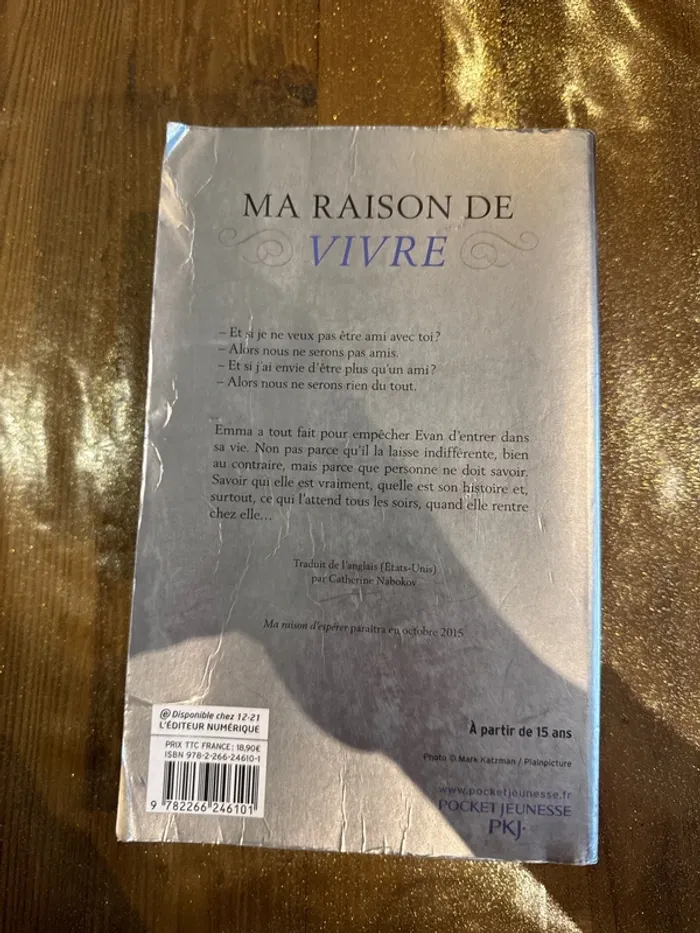 MA RAISON DE
VIVRE
– Et si je ne veux pas être ami avec toi ?
– Alors nous ne serons pas amis.
– Et si j'ai envie d'être plus qu'un ami ?
– Alors nous ne serons rien du tout.
Emma a tout fait pour empêcher Evan d'entrer dans
sa vie. Non pas parce qu'il la laisse indifférente, bien
au contraire, mais parce que personne ne doit savoir.
Savoir qui elle est vraiment, quelle est son histoire et,
surtout, ce qui l'attend tous les soirs, quand elle rentre
chez elle...
Traduit de l'anglais (États-Unis)
par Catherine Nabokov
Ma raison d'espérer paraîtra en octobre 2015
Disponible chez 12-21
L'ÉDITEUR NUMÉRIQUE
PRIX TTC FRANCE : 18,90€
ISBN 978-2-266-24610-1
9 782266 246101
À partir de 15 ans
Photo © Mark Katzman / Plainpicture
www.pocketjeunesse.fr
POCKET JEUNESSE
PKJ·